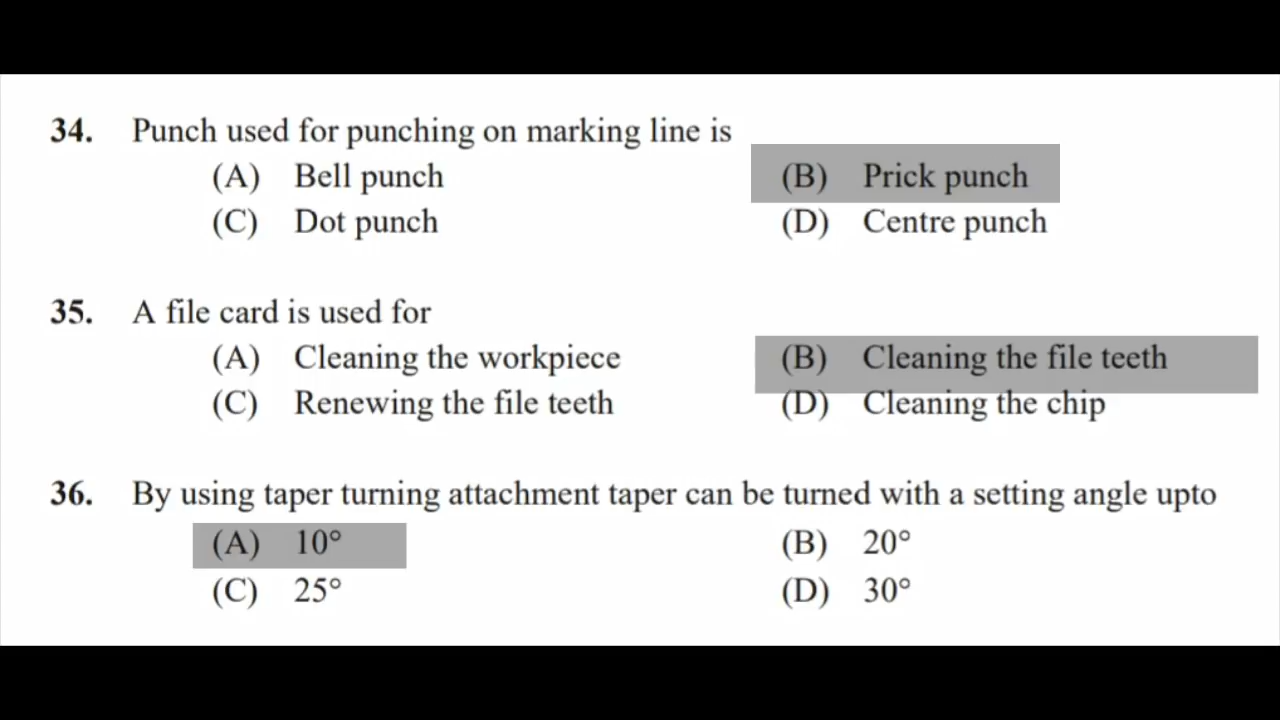 34. Punch used for punching on marking line is
(A) Bell punch (B) Prick punch
(C) Dot punch (D) Centre punch
35. A file card is used for
(A) Cleaning the workpiece (B) Cleaning the file teeth
(C) Renewing the file teeth (D) Cleaning the chip
36. By using taper turning attachment taper can be turned with a setting angle upto
(A) 10° (B) 20°
(C) 25° (D) 30°